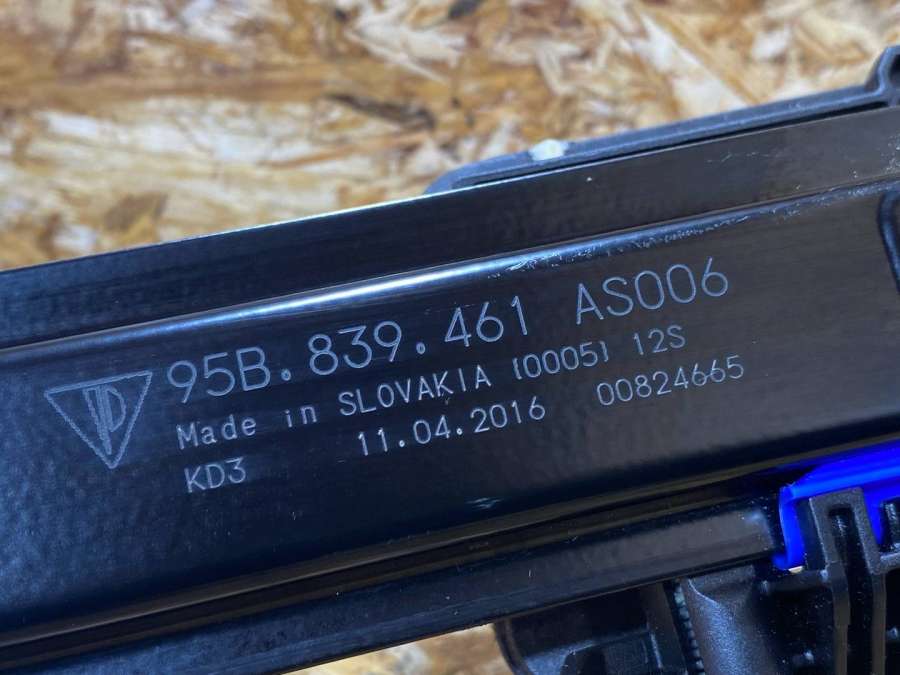 95B.839.461 AS006
Made in SLOVAKIA (0005) 12S
KD3 11.04.2016 00824665